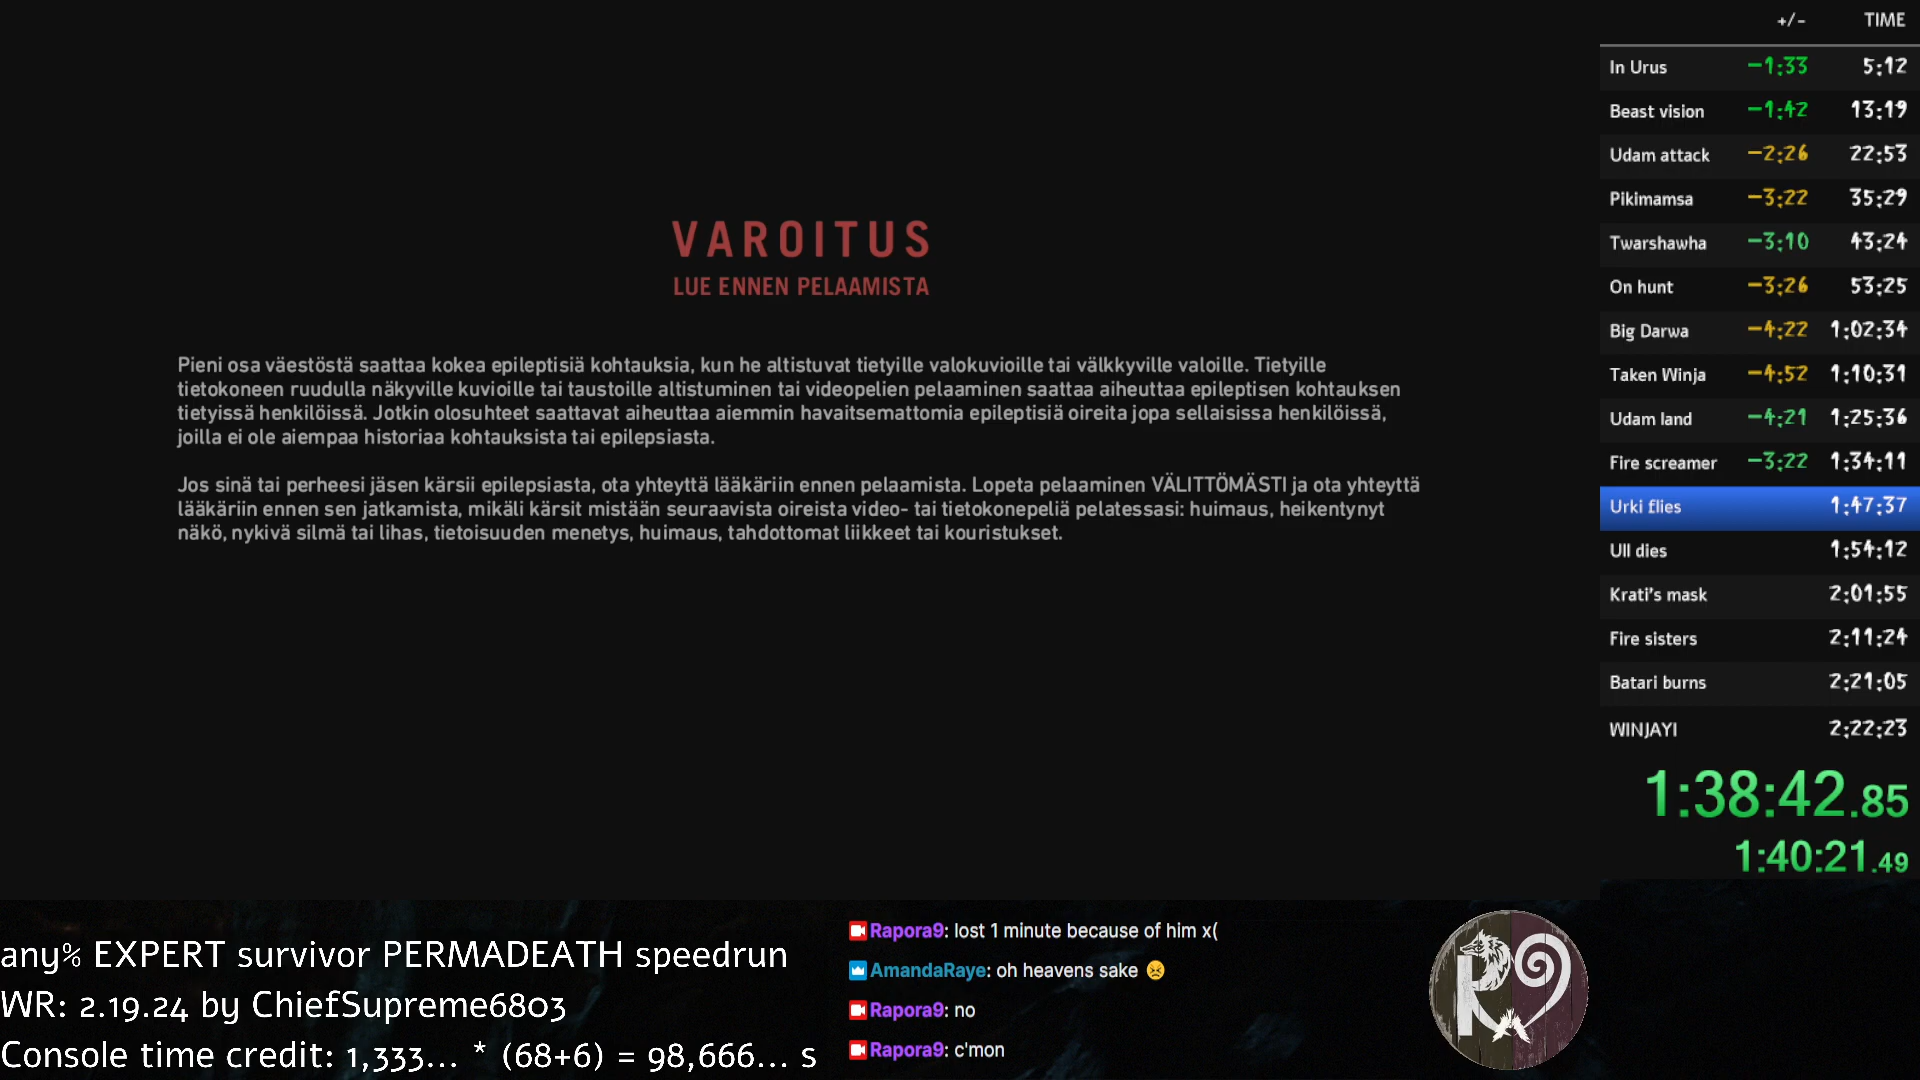 VAROITUS
LUE ENNEN PELAAMISTA
Pieni osa väestöstä saattaa kokea epileptisiä kohtauksia, kun he altistuvat tietyille valokuvioille tai välkkyville valoille. Tietyille
tietokoneen ruudulla näkyville kuvioille tai taustoille altistuminen tai videopelien pelaaminen saattaa aiheuttaa epileptisen kohtauksen
tietyissä henkilöissä. Jotkin olosuhteet saattavat aiheuttaa aiemmin havaitsemattomia epileptisiä oireita jopa sellaisissa henkilöissä,
joilla ei ole aiempaa historiaa kohtauksista tai epilepsiasta.
Jos sinä tai perheesi jäsen kärsii epilepsiasta, ota yhteyttä lääkäriin ennen pelaamista. Lopeta pelaaminen VÄLITTÖMÄSTI ja ota yhteyttä
lääkäriin ennen sen jatkamista, mikäli kärsit mistään seuraavista oireista video- tai tietokonepeliä pelatessasi: huimaus, heikentynyt
näkö, nykivä silmä tai lihas, tietoisuuden menetys, huimaus, tahdottomat liikkeet tai kouristukset.
+/- TIME
In Urus -1:33 5:12
Beast vision -1:42 13:19
Udam attack -2:26 22:53
Pikimamsa -3:22 35:29
Twarshawha -3:10 43:24
On hunt -3:26 53:25
Big Darwa -4:22 1:02:34
Taken Winja -4:52 1:10:31
Udam land -4:21 1:25:36
Fire screamer -3:22 1:34:11
Urki flies 1:47:37
Ull dies 1:54:12
Krati's mask 2:01:55
Fire sisters 2:11:24
Batari burns 2:21:05
WINJAYI 2:22:23
1:38:42.85
1:40:21.49
any% EXPERT survivor PERMADEATH speedrun
WR: 2.19.24 by ChiefSupreme6803
Console time credit: 1,333... * (68+6) = 98,666... s
Rapora9: lost 1 minute because of him x(
AmandaRaye: oh heavens sake 😣
Rapora9: no
Rapora9: c'mon
R9